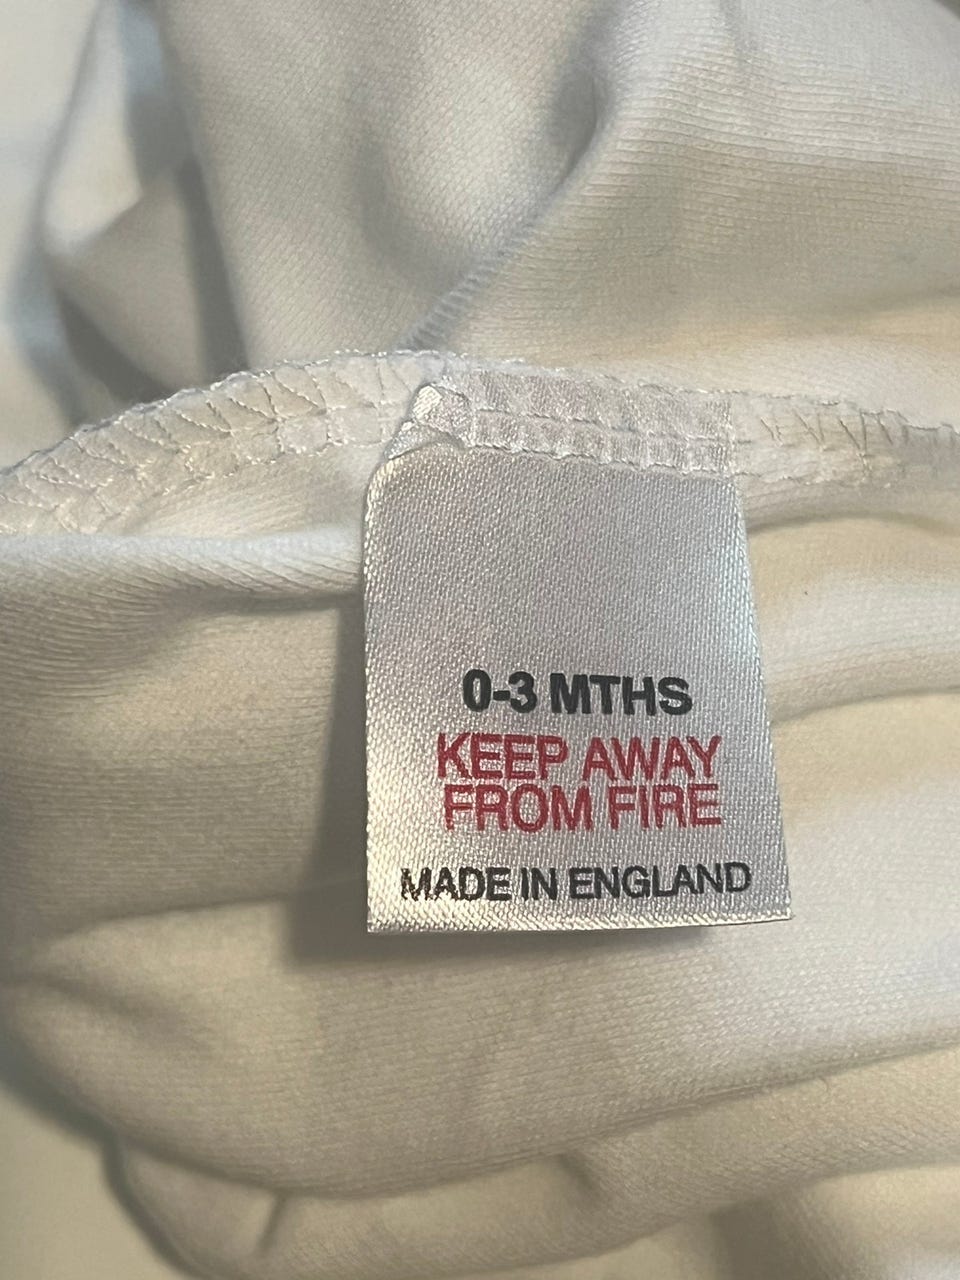 0-3 MTHS
KEEP AWAY
FROM FIRE
MADE IN ENGLAND